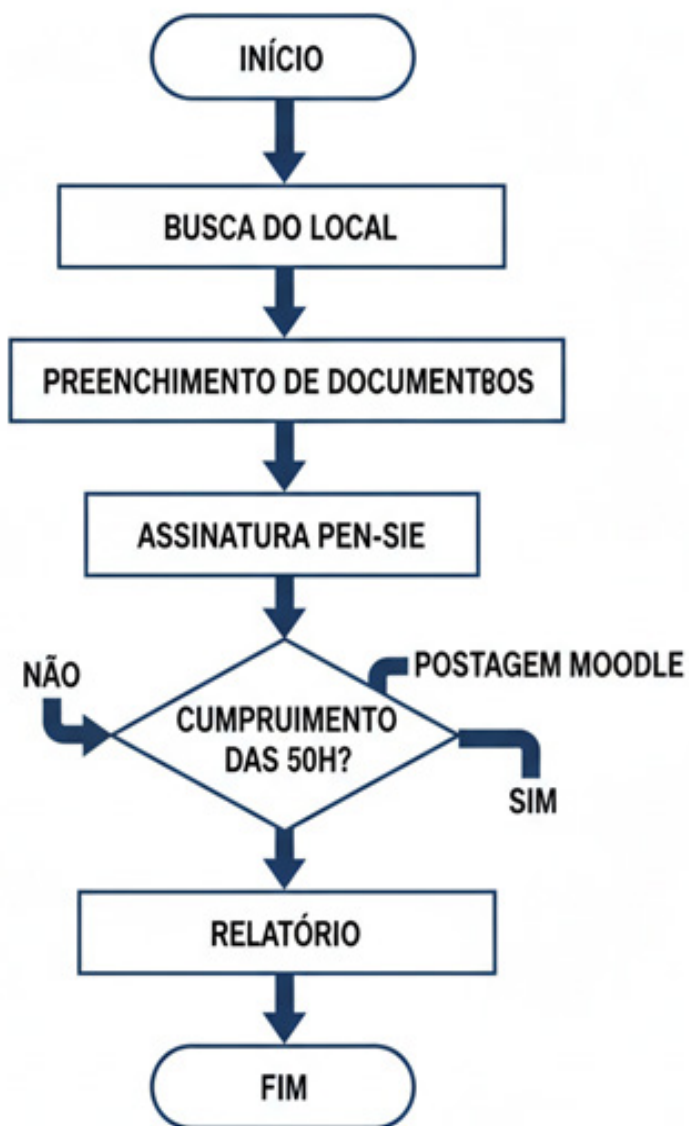 INÍCIO
BUSCA DO LOCAL
PREENCHIMENTO DE DOCUMENTBOS
ASSINATURA PEN-SIE
NÃO
POSTAGEM MOODLE
CUMPRUIMENTO
DAS 50H?
SIM
RELATÓRIO
FIM